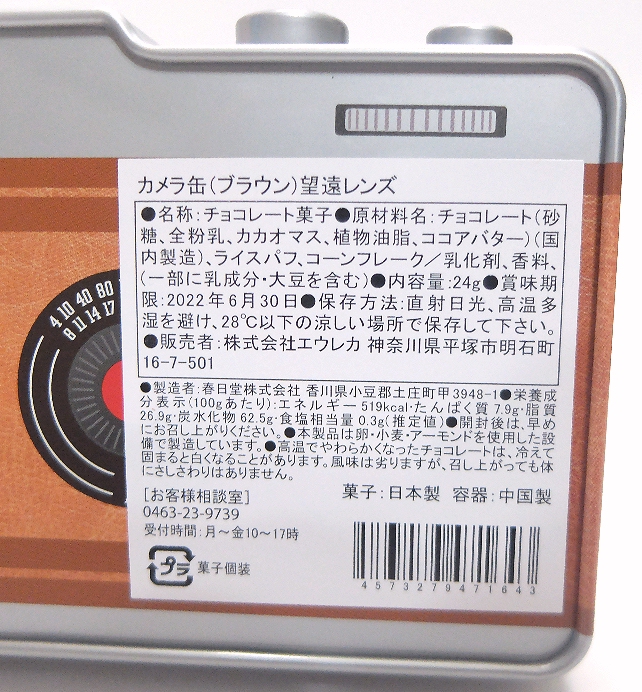 カメラ缶(ブラウン)望遠レンズ
●名称:チョコレート菓子●原材料名:チョコレート(砂
糖、全粉乳、カカオマス、植物油脂、ココアバター)(国
内製造)、ライスパフ、コーンフレーク/乳化剤、香料、
(一部に乳成分・大豆を含む)●内容量:24g●賞味期
限:2022年6月30日●保存方法:直射日光、高温多
湿を避け、28℃以下の涼しい場所で保存して下さい。
●販売者:株式会社エウレカ 神奈川県平塚市明石町
16-7-501
●製造者:春日堂株式会社 香川県小豆郡土庄町甲3948-1●栄養成
分表示(100gあたり):エネルギー 519kcal・たんぱく質 7.9g・脂質
26.9g・炭水化物 62.5g・食塩相当量 0.3g(推定値)●開封後は、早め
にお召し上がりください。●本製品は卵・小麦・アーモンドを使用した設
備で製造しています。●高温でやわらかくなったチョコレートは、冷えて
固まると白くなることがあります。風味は劣りますが、召し上がっても体
にさしさわりはありません。
[お客様相談室] 菓子:日本製 容器:中国製
0463-23-9739
受付時間:月~金10~17時
プラ 菓子個装
4573279471643
4 10 40 80
8 11 14 17